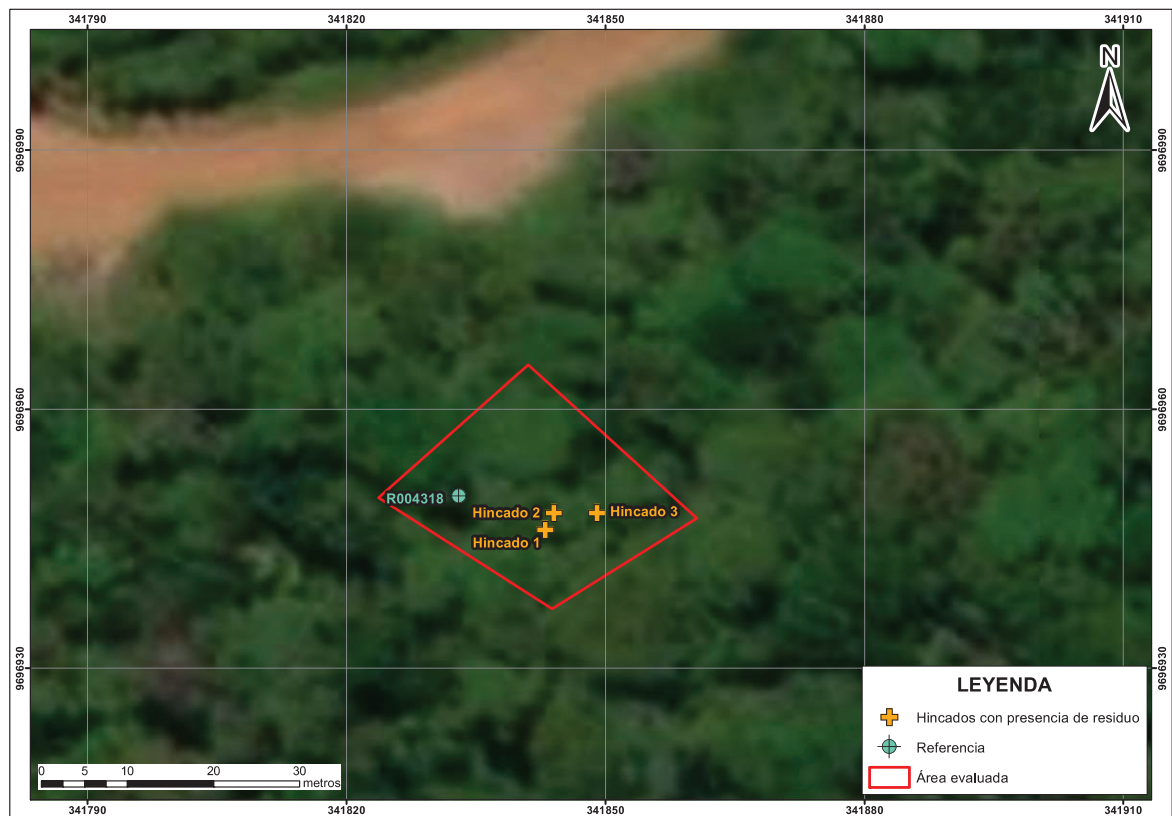 341790 341820 341850 341880 341910
N
9696990 9696990
9696960 9696960
R004318
Hincado 2 Hincado 3
Hincado 1
9696930 9696930
LEYENDA
Hincados con presencia de residuo
Referencia
Área evaluada
0 5 10 20 30
metros
341790 341820 341850 341880 341910